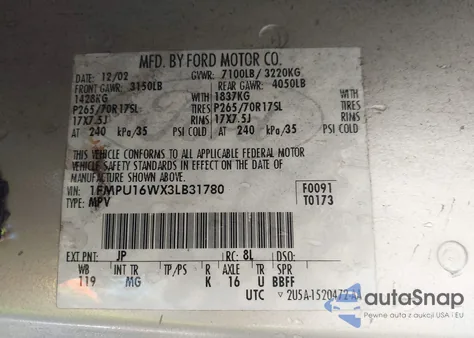 MFD. BY FORD MOTOR CO.
DATE: 12/02 GVWR: 7100LB/ 3220KG
FRONT GAWR: 3150LB REAR GAWR: 4050LB
1428KG WITH 1837KG WITH
P265/70R17SL TIRES P265/70R17SL TIRES
17X7.5J RIMS 17X7.5J RIMS
AT 240 kPa/35 PSI COLD AT 240 kPa/35 PSI COLD
THIS VEHICLE CONFORMS TO ALL APPLICABLE FEDERAL MOTOR
VEHICLE SAFETY STANDARDS IN EFFECT ON THE DATE OF MANUFACTURE
SHOWN ABOVE.
VIN: 1FMPU16WX3LB31780 F0091
TYPE: MPV T0173
EXT PNT: JP RC: 8L DSO:
WB INT TR TP/PS R AXLE TR SPR
119 MG K 16 U BBFF
UTC ▽ 2U5A-1520472-AA
autoSnap
Pewne auta z aukcji USA i EU